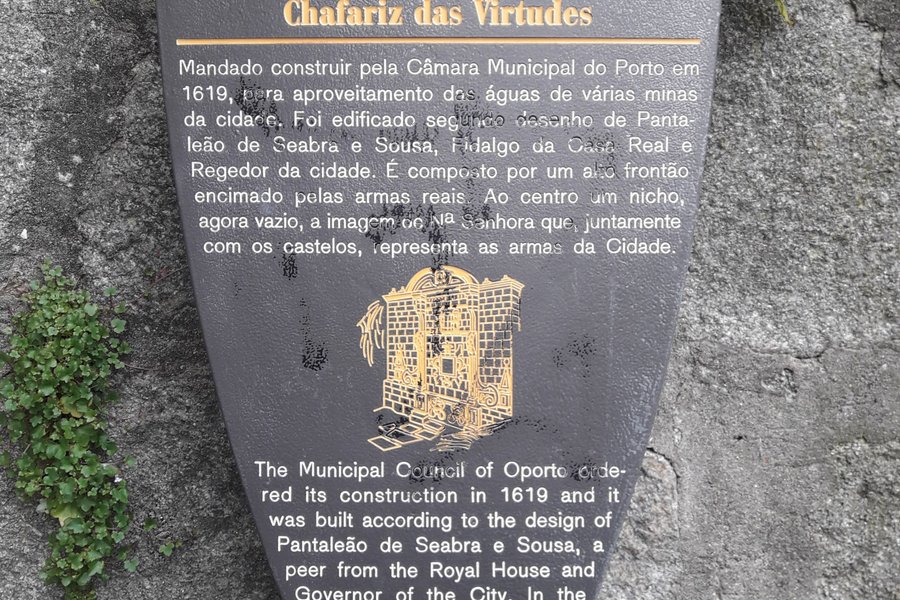 Chafariz das Virtudes
Mandado construir pela Câmara Municipal do Porto em
1619, para aproveitamento das águas de várias minas
da cidade. Foi edificado segundo desenho de Panta-
leão de Seabra e Sousa, Fidalgo da Casa Real e
Regedor da cidade. É composto por um alto frontão
encimado pelas armas reais. Ao centro um nicho,
agora vazio, a imagem de Nª Senhora que, juntamente
com os castelos, representa as armas da Cidade.
The Municipal Council of Oporto orde-
red its construction in 1619 and it
was built according to the design of
Pantaleão de Seabra e Sousa, a
peer from the Royal House and
Governor of the City. In the